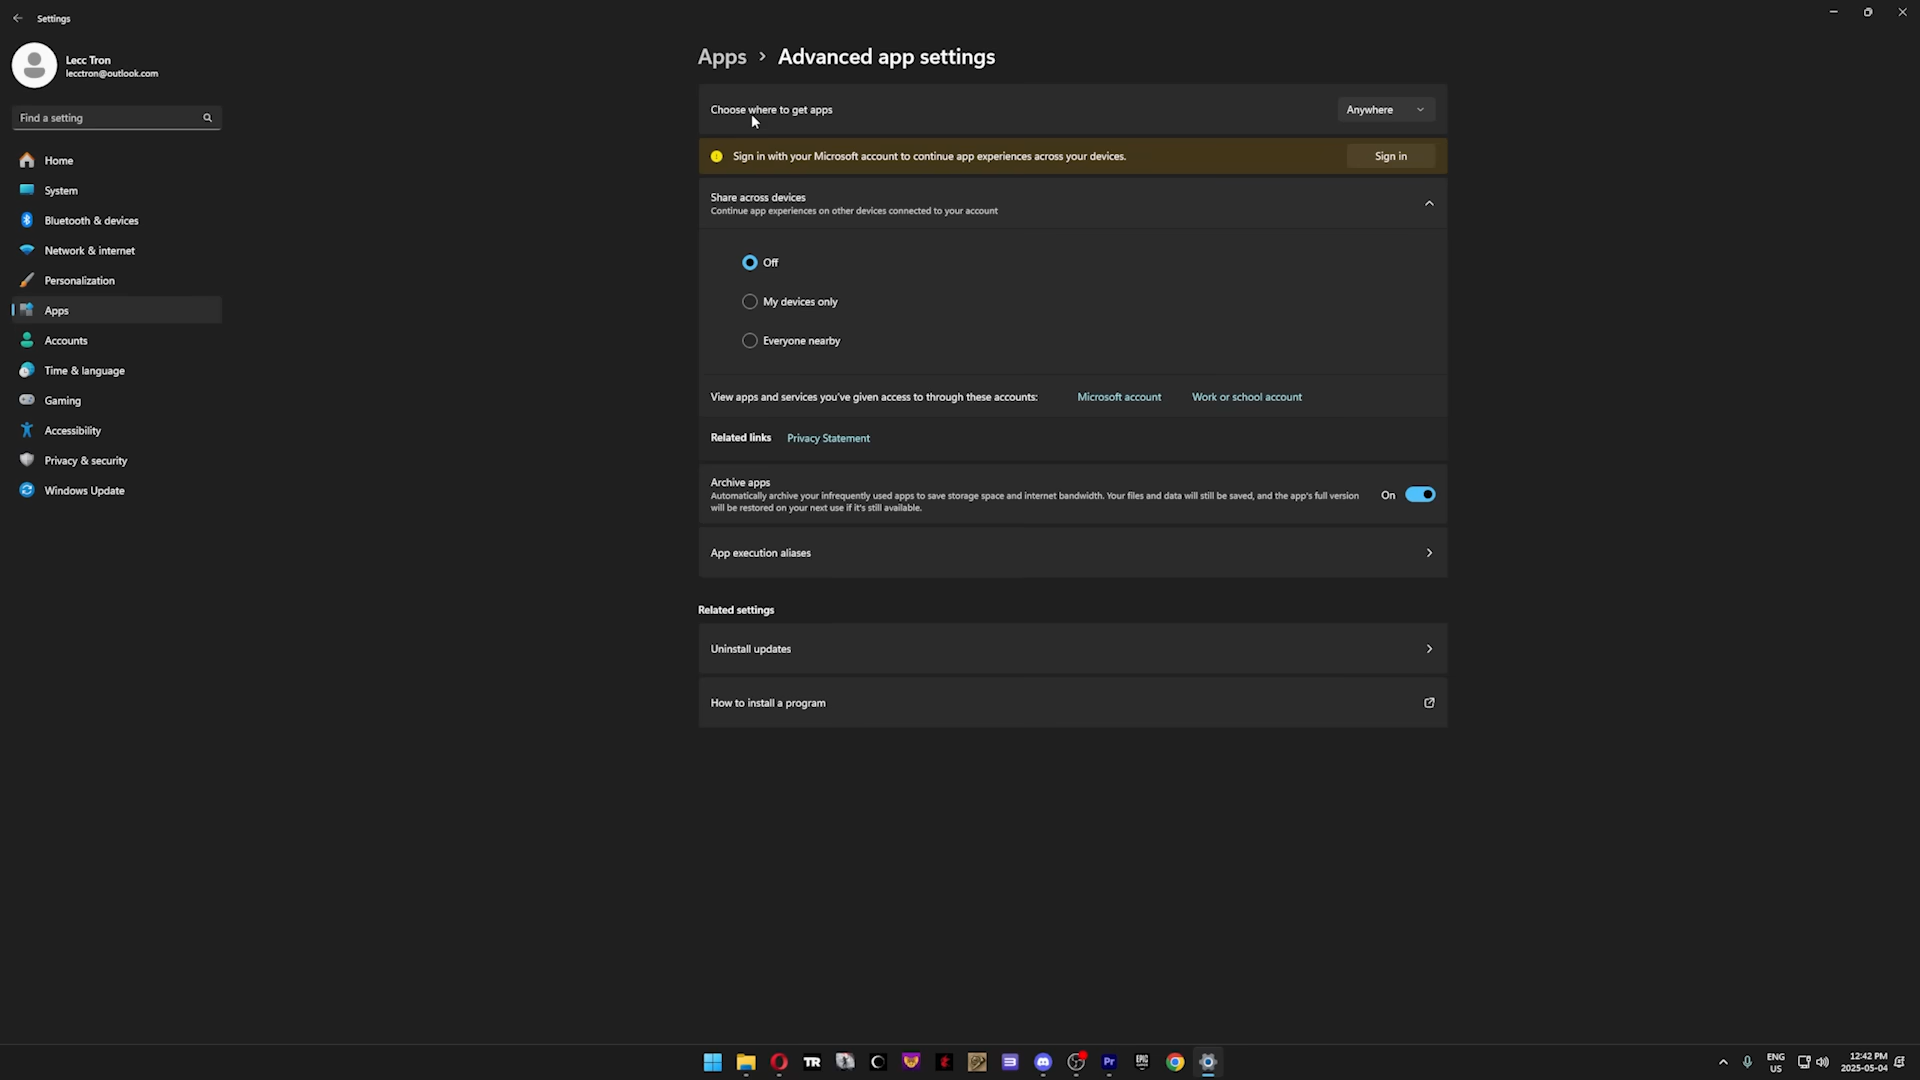 Settings
Lecc Tron
lecctron@outlook.com
Find a setting
Home
System
Bluetooth & devices
Network & internet
Personalization
Apps
Accounts
Time & language
Gaming
Accessibility
Privacy & security
Windows Update
Apps > Advanced app settings
Choose where to get apps
Anywhere
Sign in with your Microsoft account to continue app experiences across your devices.
Sign in
Share across devices
Continue app experiences on other devices connected to your account
Off
My devices only
Everyone nearby
View apps and services you've given access to through these accounts: Microsoft account Work or school account
Related links Privacy Statement
Archive apps
Automatically archive your infrequently used apps to save storage space and internet bandwidth. Your files and data will still be saved, and the app's full version
will be restored on your next use if it's still available.
On
App execution aliases
Related settings
Uninstall updates
How to install a program
TR
Pr
EPIC
ENG
US
12:42 PM
2025-05-04